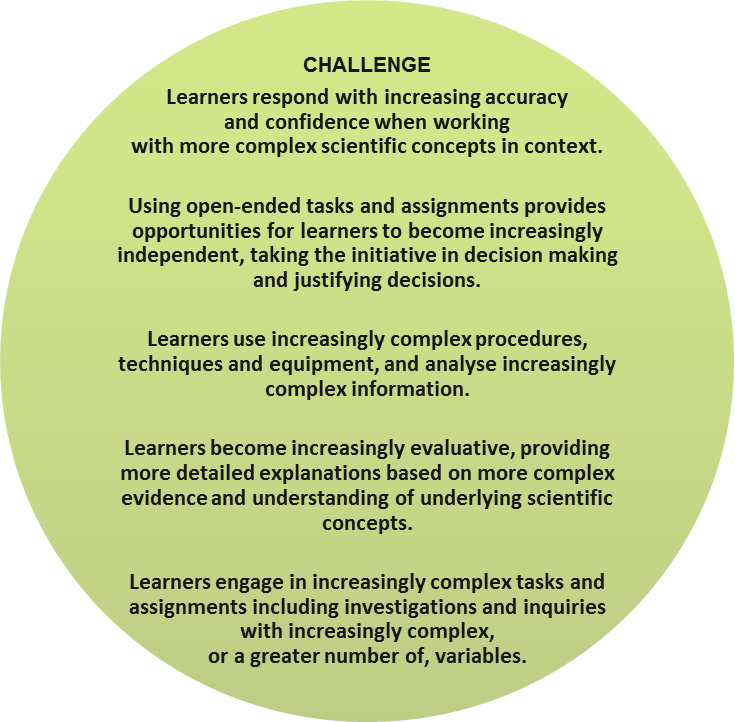 CHALLENGE
Learners respond with increasing accuracy
and confidence when working
with more complex scientific concepts in context.
Using open-ended tasks and assignments provides
opportunities for learners to become increasingly
independent, taking the initiative in decision making
and justifying decisions.
Learners use increasingly complex procedures,
techniques and equipment, and analyse increasingly
complex information.
Learners become increasingly evaluative, providing
more detailed explanations based on more complex
evidence and understanding of underlying scientific
concepts.
Learners engage in increasingly complex tasks and
assignments including investigations and inquiries
with increasingly complex,
or a greater number of, variables.